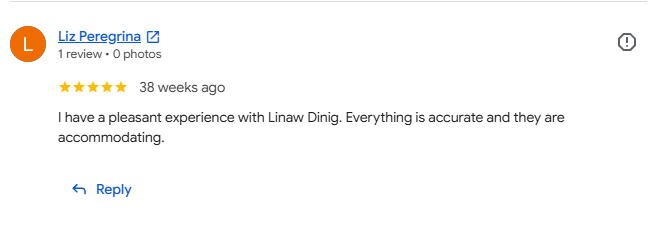 L
Liz Peregrina
1 review • 0 photos
38 weeks ago
I have a pleasant experience with Linaw Dinig. Everything is accurate and they are
accommodating.
Reply